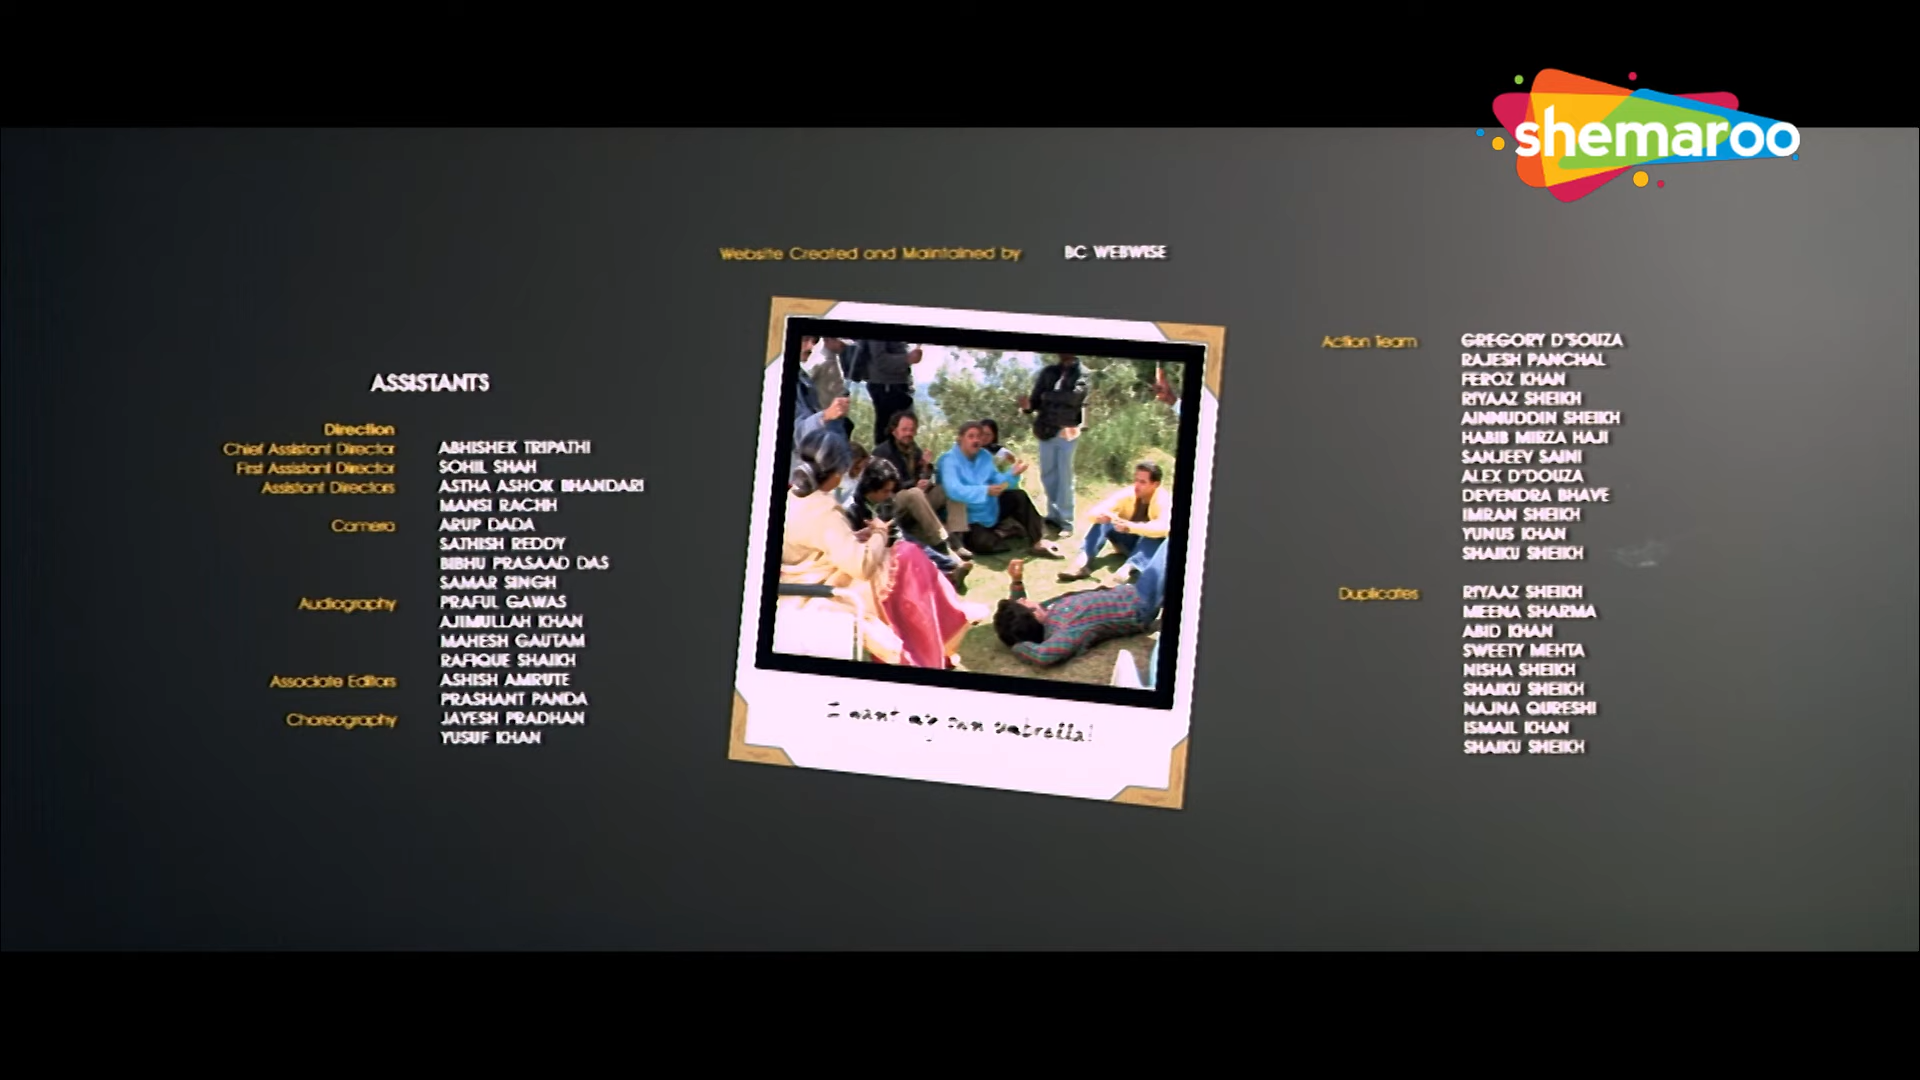 shemaroo
Website Created and Maintained by BC WEBWISE
ASSISTANTS
Direction
Chief Assistant Director ABHISHEK TRIPATHI
First Assistant Director SOHIL SHAH
Assistant Directors ASTHA ASHOK BHANDARI
MANSI RACHH
Camera ARUP DADA
SATHISH REDDY
BIBHU PRASAAD DAS
SAMAR SINGH
Audiography PRAFUL GAWAS
AJIMULLAH KHAN
MAHESH GAUTAM
RAFIQUE SHAIKH
Associate Editors ASHISH AMRUTE
PRASHANT PANDA
Choreography JAYESH PRADHAN
YUSUF KHAN
I want my own umbrella!
Action Team GREGORY D'SOUZA
RAJESH PANCHAL
FEROZ KHAN
RIYAAZ SHEIKH
AINNUDDIN SHEIKH
HABIB MIRZA HAJI
SANJEEV SAINI
ALEX D'DOUZA
DEVENDRA BHAVE
IMRAN SHEIKH
YUNUS KHAN
SHAIKU SHEIKH
Duplicates RIYAAZ SHEIKH
MEENA SHARMA
ABID KHAN
SWEETY MEHTA
NISHA SHEIKH
SHAIKU SHEIKH
NAJNA QURESHI
ISMAIL KHAN
SHAIKU SHEIKH